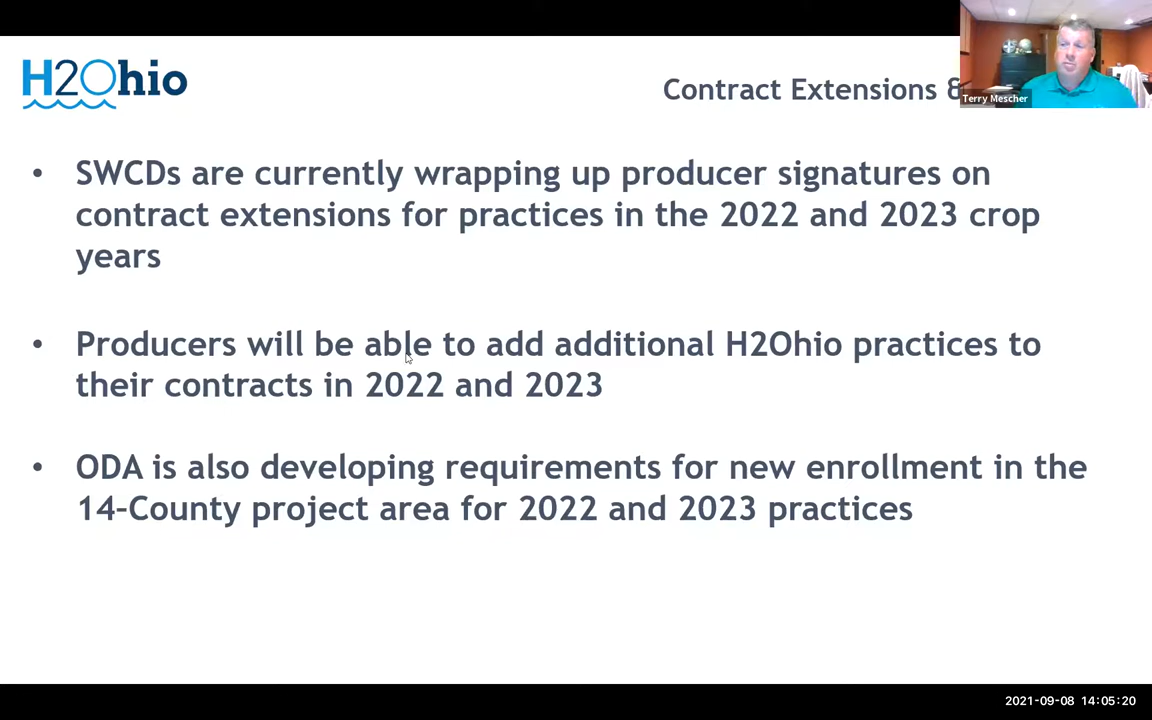 H2Ohio
Contract Extensions &
Terry Mescher
• SWCDs are currently wrapping up producer signatures on
contract extensions for practices in the 2022 and 2023 crop
years
• Producers will be able to add additional H2Ohio practices to
their contracts in 2022 and 2023
• ODA is also developing requirements for new enrollment in the
14-County project area for 2022 and 2023 practices
2021-09-08 14:05:20